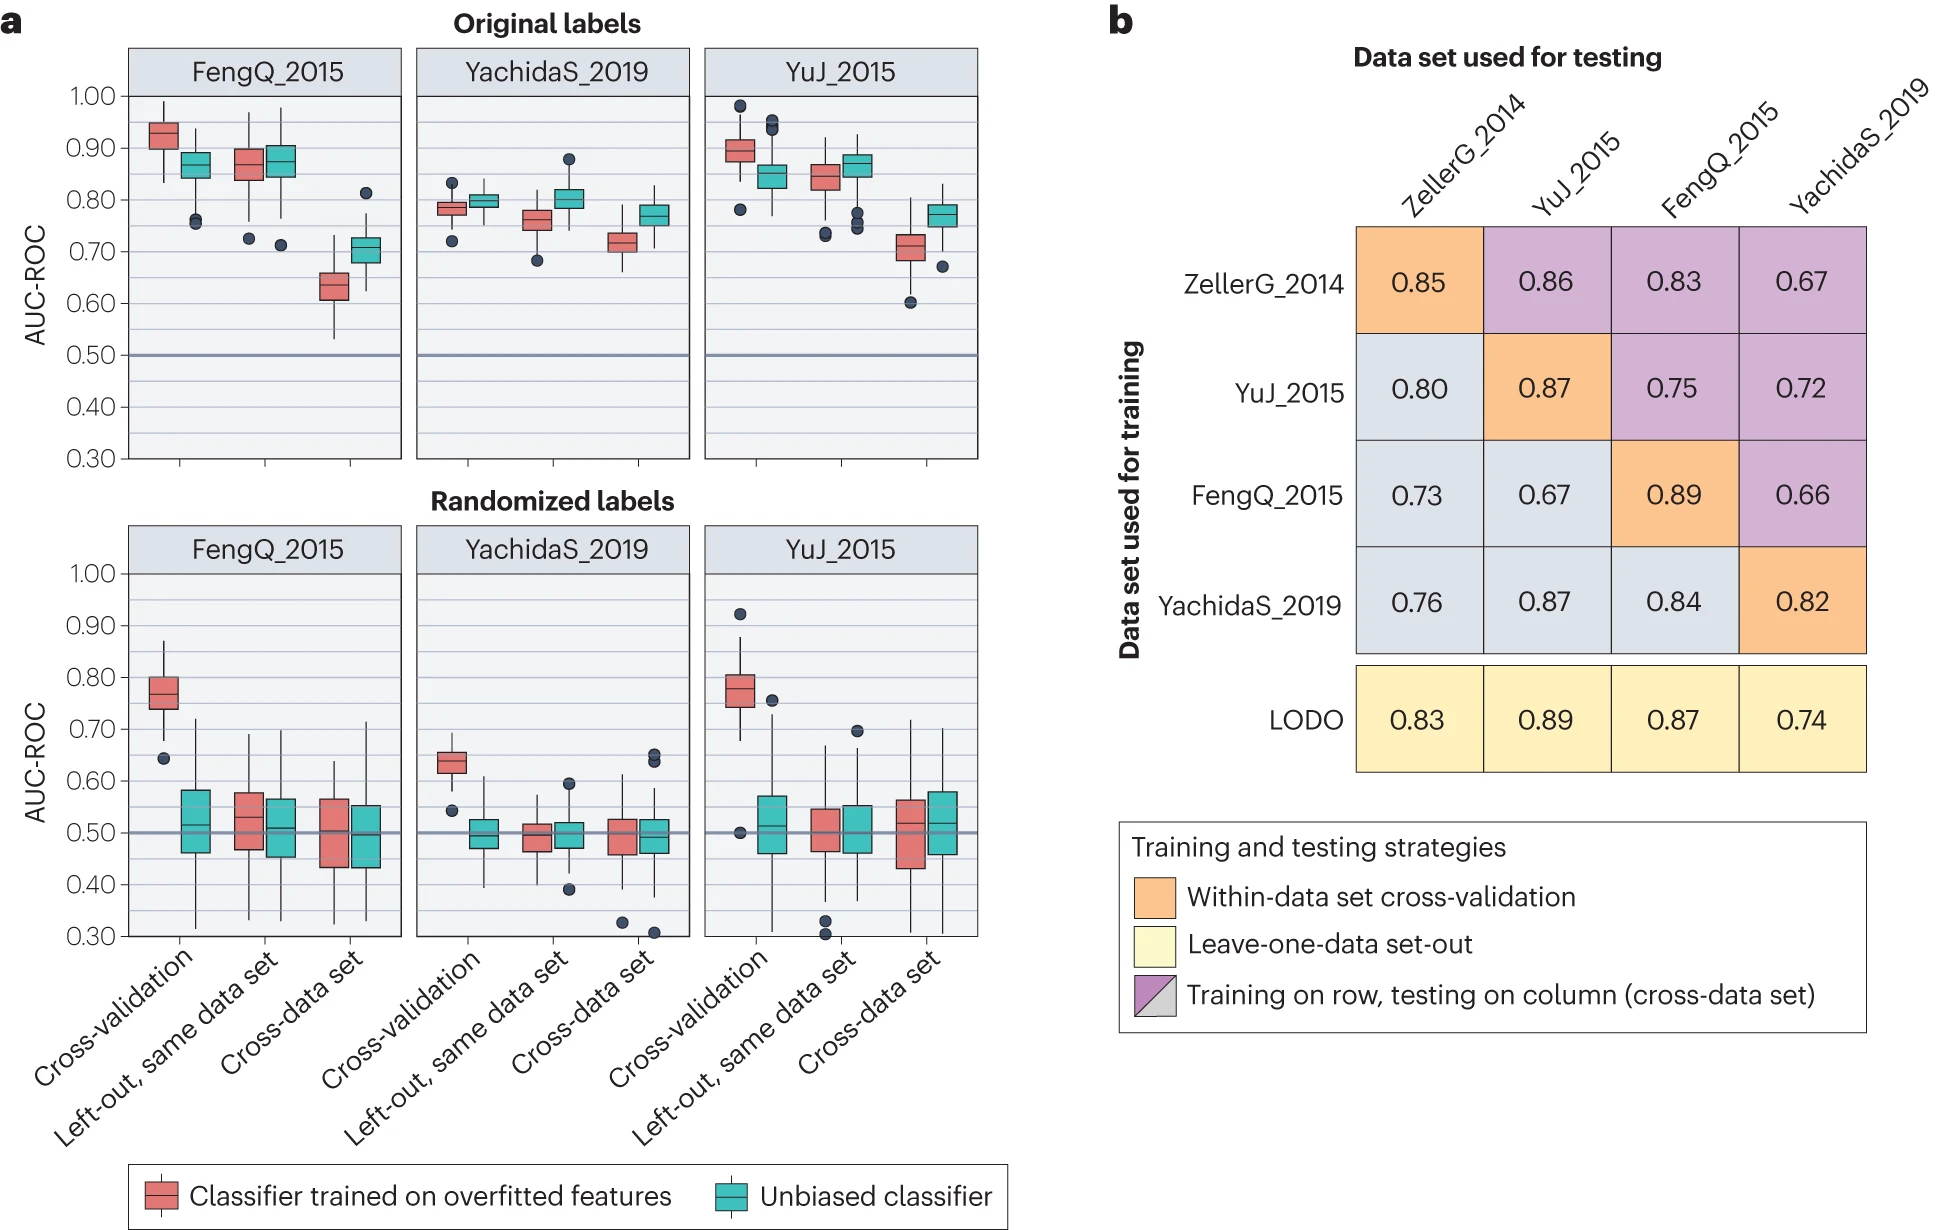 a
Original labels
FengQ_2015 YachidaS_2019 YuJ_2015
AUC-ROC
1.00
0.90
0.80
0.70
0.60
0.50
0.40
0.30
Randomized labels
FengQ_2015 YachidaS_2019 YuJ_2015
AUC-ROC
1.00
0.90
0.80
0.70
0.60
0.50
0.40
0.30
Cross-validation
Left-out, same data set
Cross-data set
Cross-validation
Left-out, same data set
Cross-data set
Cross-validation
Left-out, same data set
Cross-data set
Classifier trained on overfitted features
Unbiased classifier
b
Data set used for testing
ZellerG_2014
YuJ_2015
FengQ_2015
YachidaS_2019
Data set used for training
ZellerG_2014 0.85 0.86 0.83 0.67
YuJ_2015 0.80 0.87 0.75 0.72
FengQ_2015 0.73 0.67 0.89 0.66
YachidaS_2019 0.76 0.87 0.84 0.82
LODO 0.83 0.89 0.87 0.74
Training and testing strategies
Within-data set cross-validation
Leave-one-data set-out
Training on row, testing on column (cross-data set)